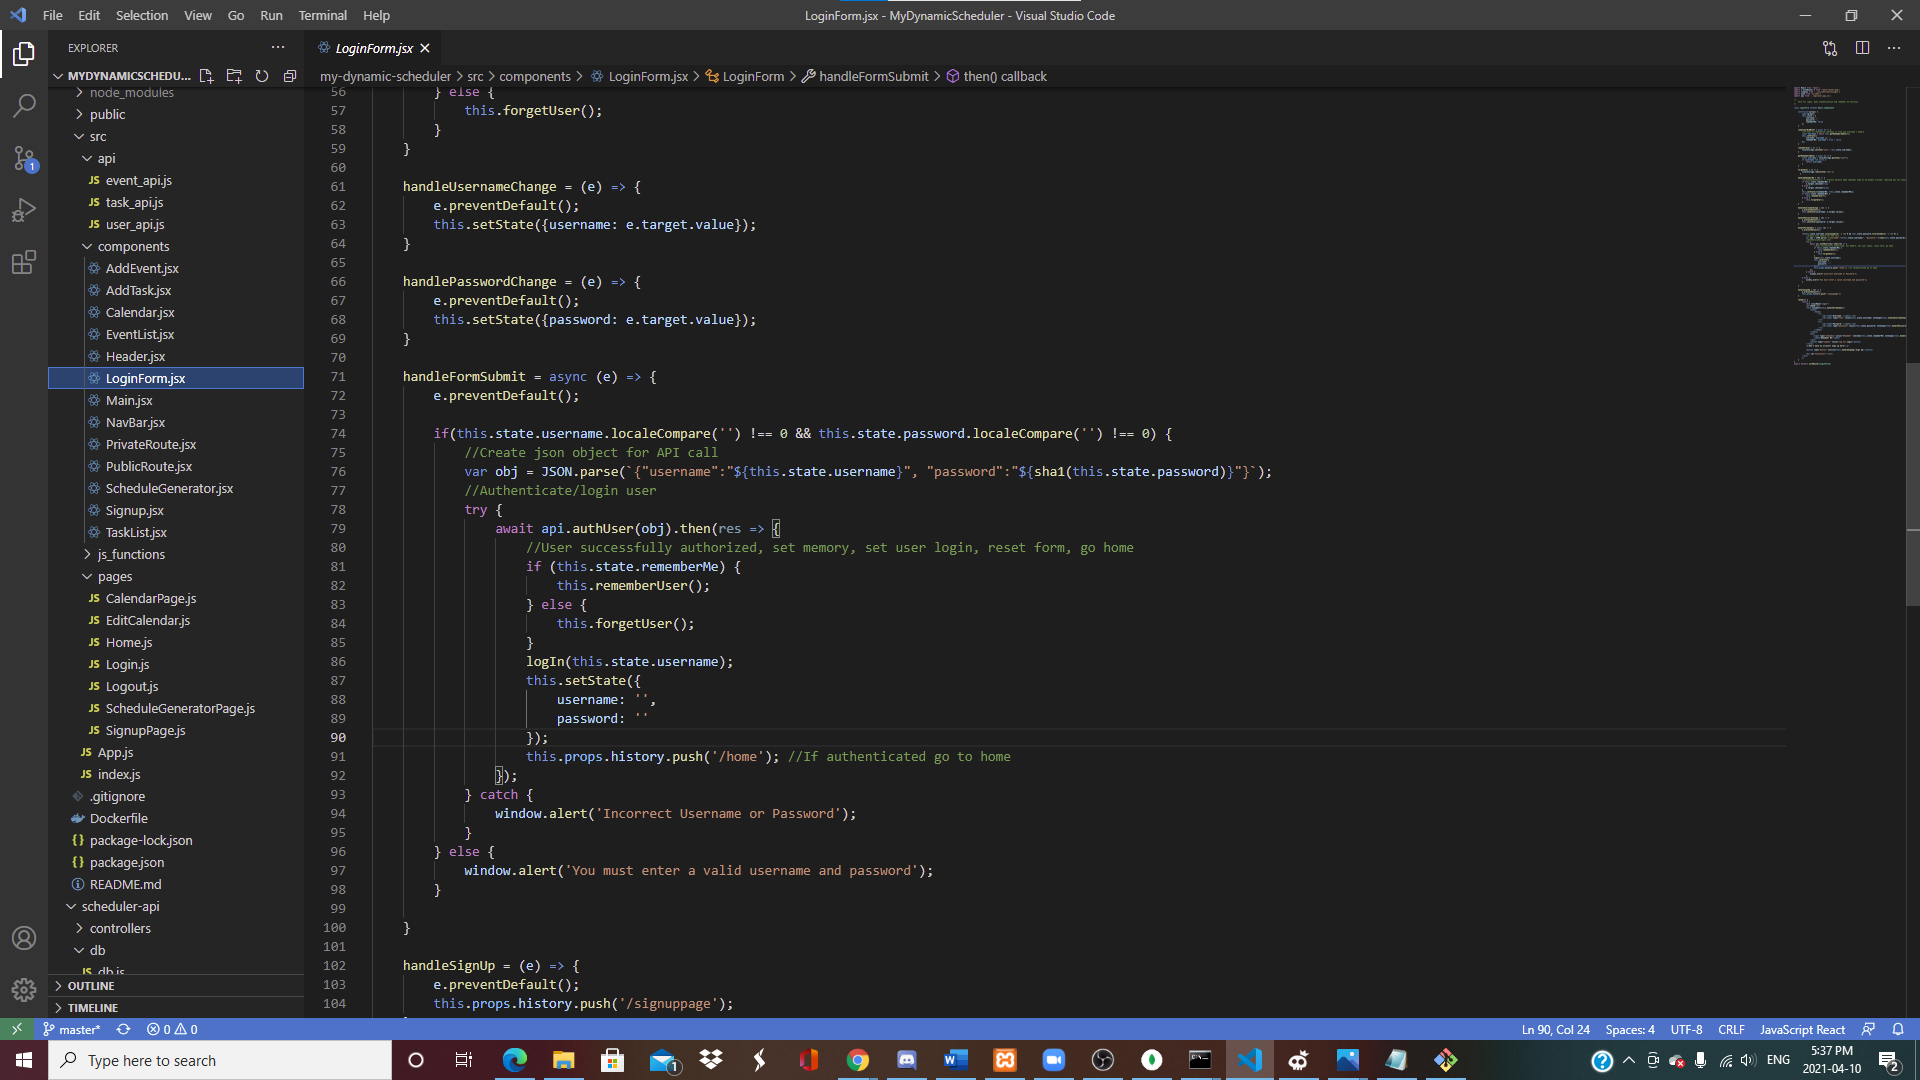 File Edit Selection View Go Run Terminal Help
LoginForm.jsx - MyDynamicScheduler - Visual Studio Code
EXPLORER
MYDYNAMICSCHEDU...
node_modules
public
src
api
JS event_api.js
JS task_api.js
JS user_api.js
components
AddEvent.jsx
AddTask.jsx
Calendar.jsx
EventList.jsx
Header.jsx
LoginForm.jsx
Main.jsx
NavBar.jsx
PrivateRoute.jsx
PublicRoute.jsx
ScheduleGenerator.jsx
Signup.jsx
TaskList.jsx
js_functions
pages
JS CalendarPage.js
JS EditCalendar.js
JS Home.js
JS Login.js
JS Logout.js
JS ScheduleGeneratorPage.js
JS SignupPage.js
JS App.js
JS index.js
.gitignore
Dockerfile
{} package-lock.json
{} package.json
README.md
scheduler-api
controllers
db
JS db.js
OUTLINE
TIMELINE
LoginForm.jsx
my-dynamic-scheduler > src > components > LoginForm.jsx > LoginForm > handleFormSubmit > then() callback
56 } else {
57 this.forgetUser();
58 }
59 }
60
61 handleUsernameChange = (e) => {
62 e.preventDefault();
63 this.setState({username: e.target.value});
64 }
65
66 handlePasswordChange = (e) => {
67 e.preventDefault();
68 this.setState({password: e.target.value});
69 }
70
71 handleFormSubmit = async (e) => {
72 e.preventDefault();
73
74 if(this.state.username.localeCompare('') !== 0 && this.state.password.localeCompare('') !== 0) {
75 //Create json object for API call
76 var obj = JSON.parse(`{"username":"${this.state.username}", "password":"${sha1(this.state.password)}"}`);
77 //Authenticate/login user
78 try {
79 await api.authUser(obj).then(res => {
80 //User successfully authorized, set memory, set user login, reset form, go home
81 if (this.state.rememberMe) {
82 this.rememberUser();
83 } else {
84 this.forgetUser();
85 }
86 logIn(this.state.username);
87 this.setState({
88 username: '',
89 password: ''
90 });
91 this.props.history.push('/home'); //If authenticated go to home
92 });
93 } catch {
94 window.alert('Incorrect Username or Password');
95 }
96 } else {
97 window.alert('You must enter a valid username and password');
98 }
99
100 }
101
102 handleSignUp = (e) => {
103 e.preventDefault();
104 this.props.history.push('/signuppage');
master* 0 0
Ln 90, Col 24 Spaces: 4 UTF-8 CRLF JavaScript React
Type here to search
ENG
5:37 PM
2021-04-10